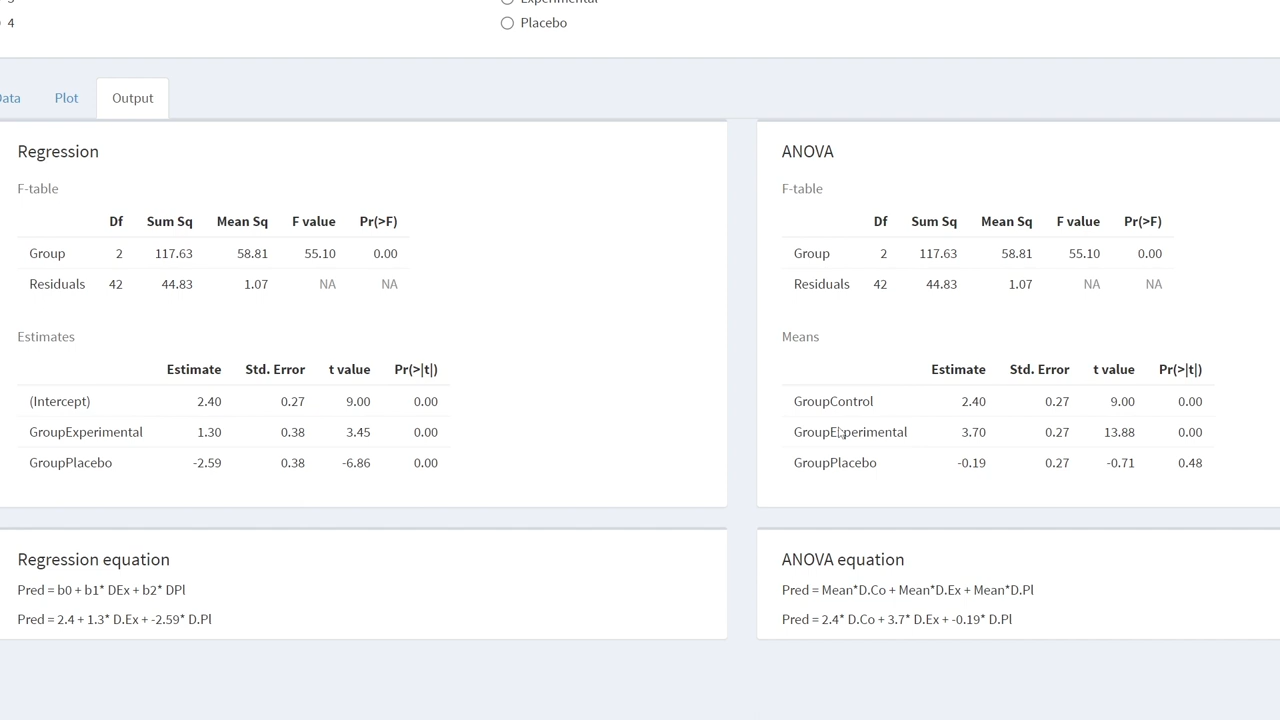 4
Experimental
Placebo
Data Plot Output
Regression
F-table
Df Sum Sq Mean Sq F value Pr(>F)
Group 2 117.63 58.81 55.10 0.00
Residuals 42 44.83 1.07 NA NA
Estimates
Estimate Std. Error t value Pr(>|t|)
(Intercept) 2.40 0.27 9.00 0.00
GroupExperimental 1.30 0.38 3.45 0.00
GroupPlacebo -2.59 0.38 -6.86 0.00
Regression equation
Pred = b0 + b1* DEx + b2* DPl
Pred = 2.4 + 1.3* D.Ex + -2.59* D.Pl
ANOVA
F-table
Df Sum Sq Mean Sq F value Pr(>F)
Group 2 117.63 58.81 55.10 0.00
Residuals 42 44.83 1.07 NA NA
Means
Estimate Std. Error t value Pr(>|t|)
GroupControl 2.40 0.27 9.00 0.00
GroupExperimental 3.70 0.27 13.88 0.00
GroupPlacebo -0.19 0.27 -0.71 0.48
ANOVA equation
Pred = Mean*D.Co + Mean*D.Ex + Mean*D.Pl
Pred = 2.4* D.Co + 3.7* D.Ex + -0.19* D.Pl